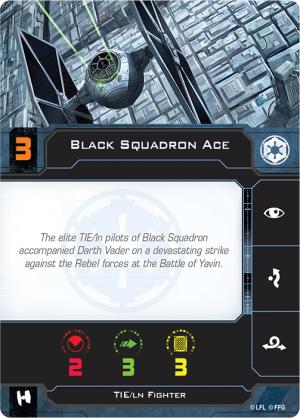 3 Black Squadron Ace
The elite TIE/ln pilots of Black Squadron
accompanied Darth Vader on a devastating strike
against the Rebel forces at the Battle of Yavin.
2 3 3
TIE/ln Fighter
© LFL © FFG